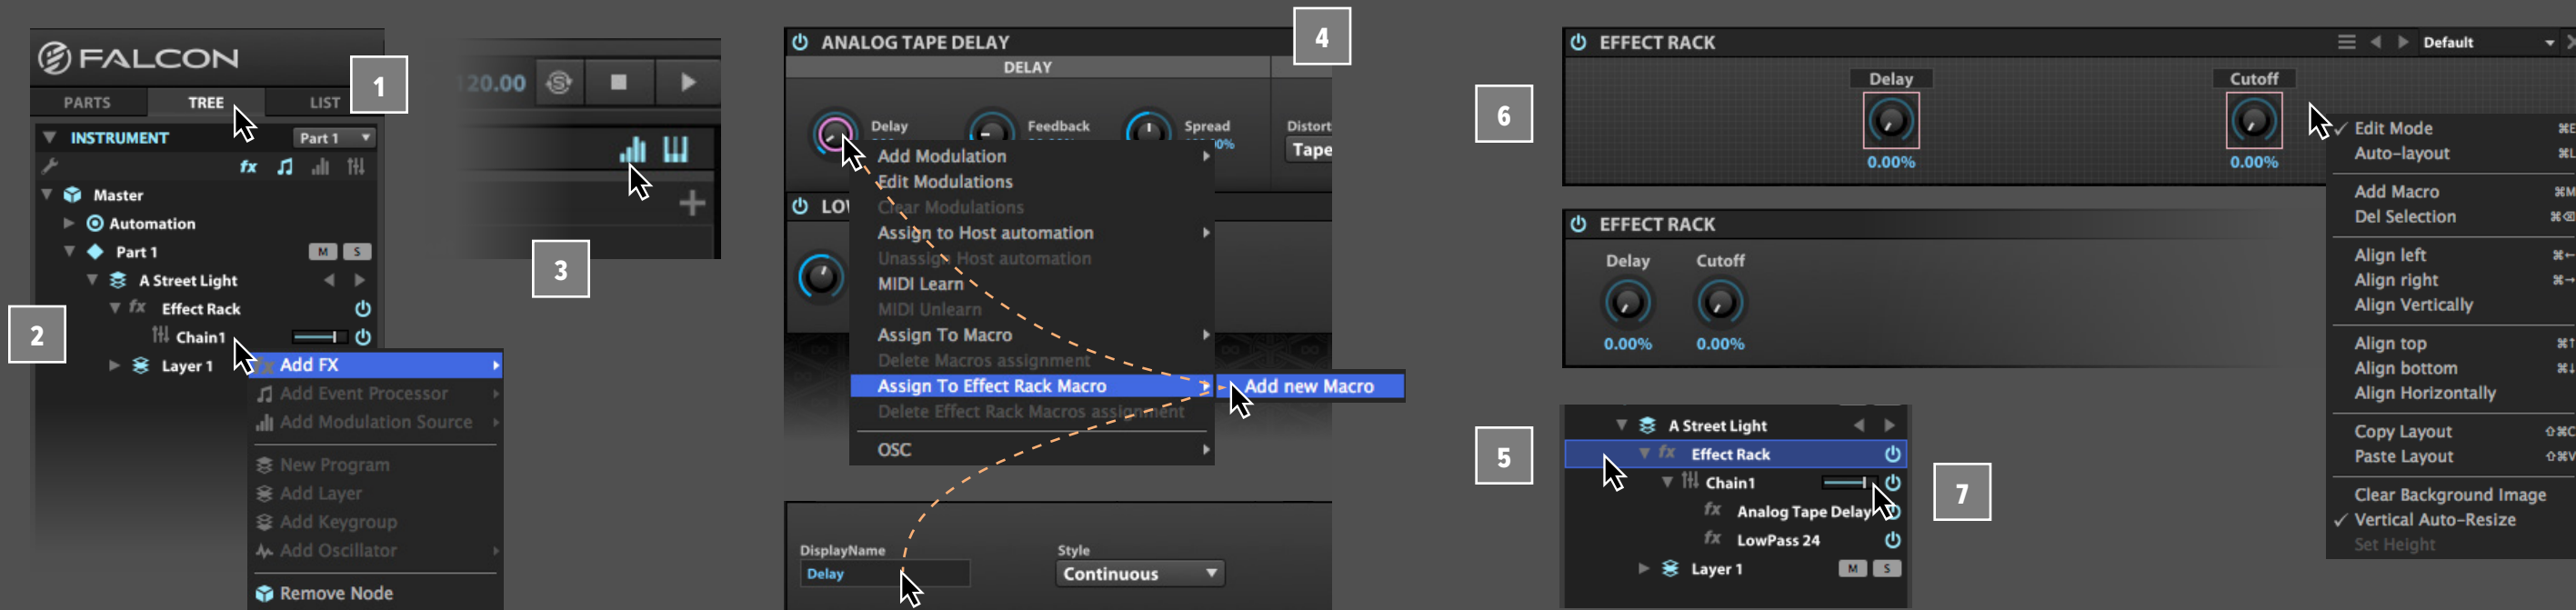 FALCON
1
PARTS
TREE
LIST
INSTRUMENT
Part 1
fx
Master
Automation
Part 1
M
S
A Street Light
fx Effect Rack
2
Chain1
Layer 1
Add FX
Add Event Processor
Add Modulation Source
New Program
Add Layer
Add Keygroup
Add Oscillator
Remove Node
120.00
S
3
ANALOG TAPE DELAY
4
DELAY
Delay
Feedback
Spread
Distort
Tape
Add Modulation
Edit Modulations
Clear Modulations
Assign to Host automation
Unassign Host automation
MIDI Learn
MIDI Unlearn
Assign To Macro
Delete Macros assignment
Assign To Effect Rack Macro
Add new Macro
Delete Effect Rack Macros assignment
OSC
DisplayName
Delay
Style
Continuous
EFFECT RACK
Default
6
Delay
Cutoff
0.00%
0.00%
EFFECT RACK
Delay
Cutoff
0.00%
0.00%
Edit Mode ⌘E
Auto-layout ⌘L
Add Macro ⌘M
Del Selection ⌘⌫
Align left ⌘←
Align right ⌘→
Align Vertically
Align top ⌘↑
Align bottom ⌘↓
Align Horizontally
Copy Layout ⇧⌘C
Paste Layout ⇧⌘V
Clear Background Image
Vertical Auto-Resize
Set Height
5
A Street Light
fx Effect Rack
Chain1
7
fx Analog Tape Delay
fx LowPass 24
Layer 1
M
S